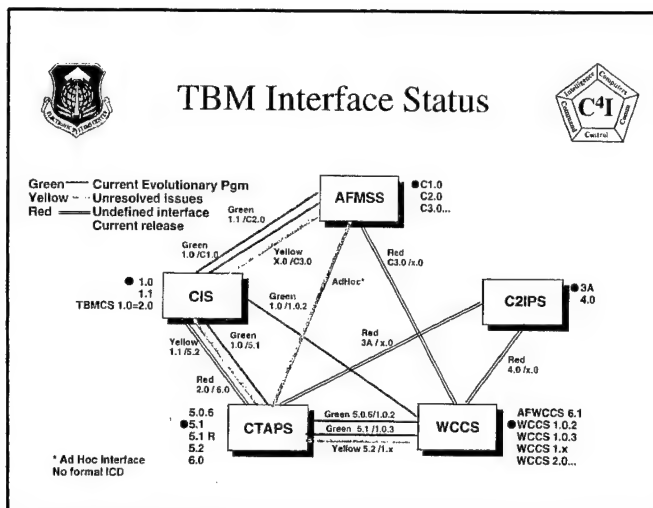 TBM Interface Status
Intelligence
Computers
Comm
Control
Command
C⁴I
Green Current Evolutionary Pgm
Yellow Unresolved issues
Red Undefined interface
Current release
AFMSS
●C1.0
C2.0
C3.0...
Green
1.1 /C2.0
Green
1.0 /C1.0
Yellow
X.0 /C3.0
Red
C3.0 /x.0
AdHoc*
● 1.0
1.1
TBMCS 1.0=2.0
CIS
Green
1.0 /1.0.2
C2IPS
●3A
4.0
Yellow
1.1 /5.2
Green
1.0 /5.1
Red
3A / x.0
Red
4.0 /x.0
Red
2.0 / 6.0
5.0.6
●5.1
5.1 R
5.2
6.0
CTAPS
Green 5.0.6/1.0.2
Green 5.1 /1.0.3
Yellow 5.2 /1.x
WCCS
AFWCCS 6.1
●WCCS 1.0.2
WCCS 1.0.3
WCCS 1.x
WCCS 2.0...
* Ad Hoc Interface
No formal ICD